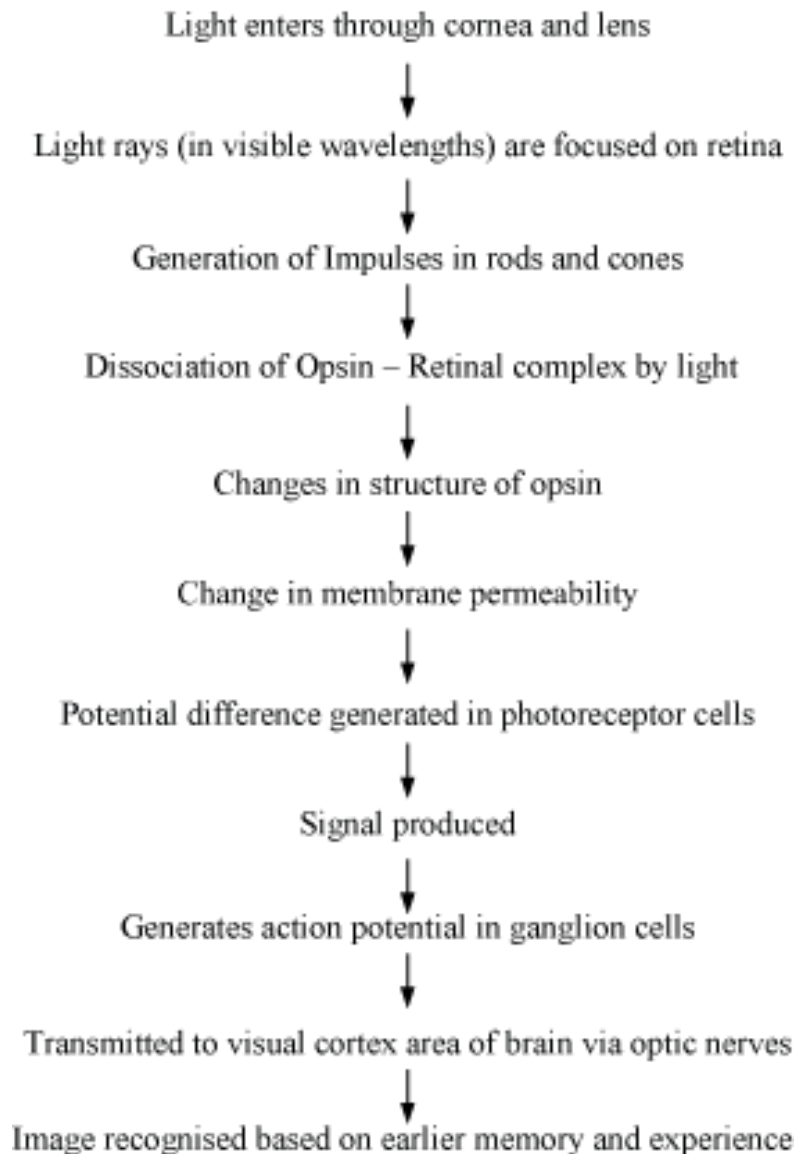 Light enters through cornea and lens
Light rays (in visible wavelengths) are focused on retina
Generation of Impulses in rods and cones
Dissociation of Opsin – Retinal complex by light
Changes in structure of opsin
Change in membrane permeability
Potential difference generated in photoreceptor cells
Signal produced
Generates action potential in ganglion cells
Transmitted to visual cortex area of brain via optic nerves
Image recognised based on earlier memory and experience